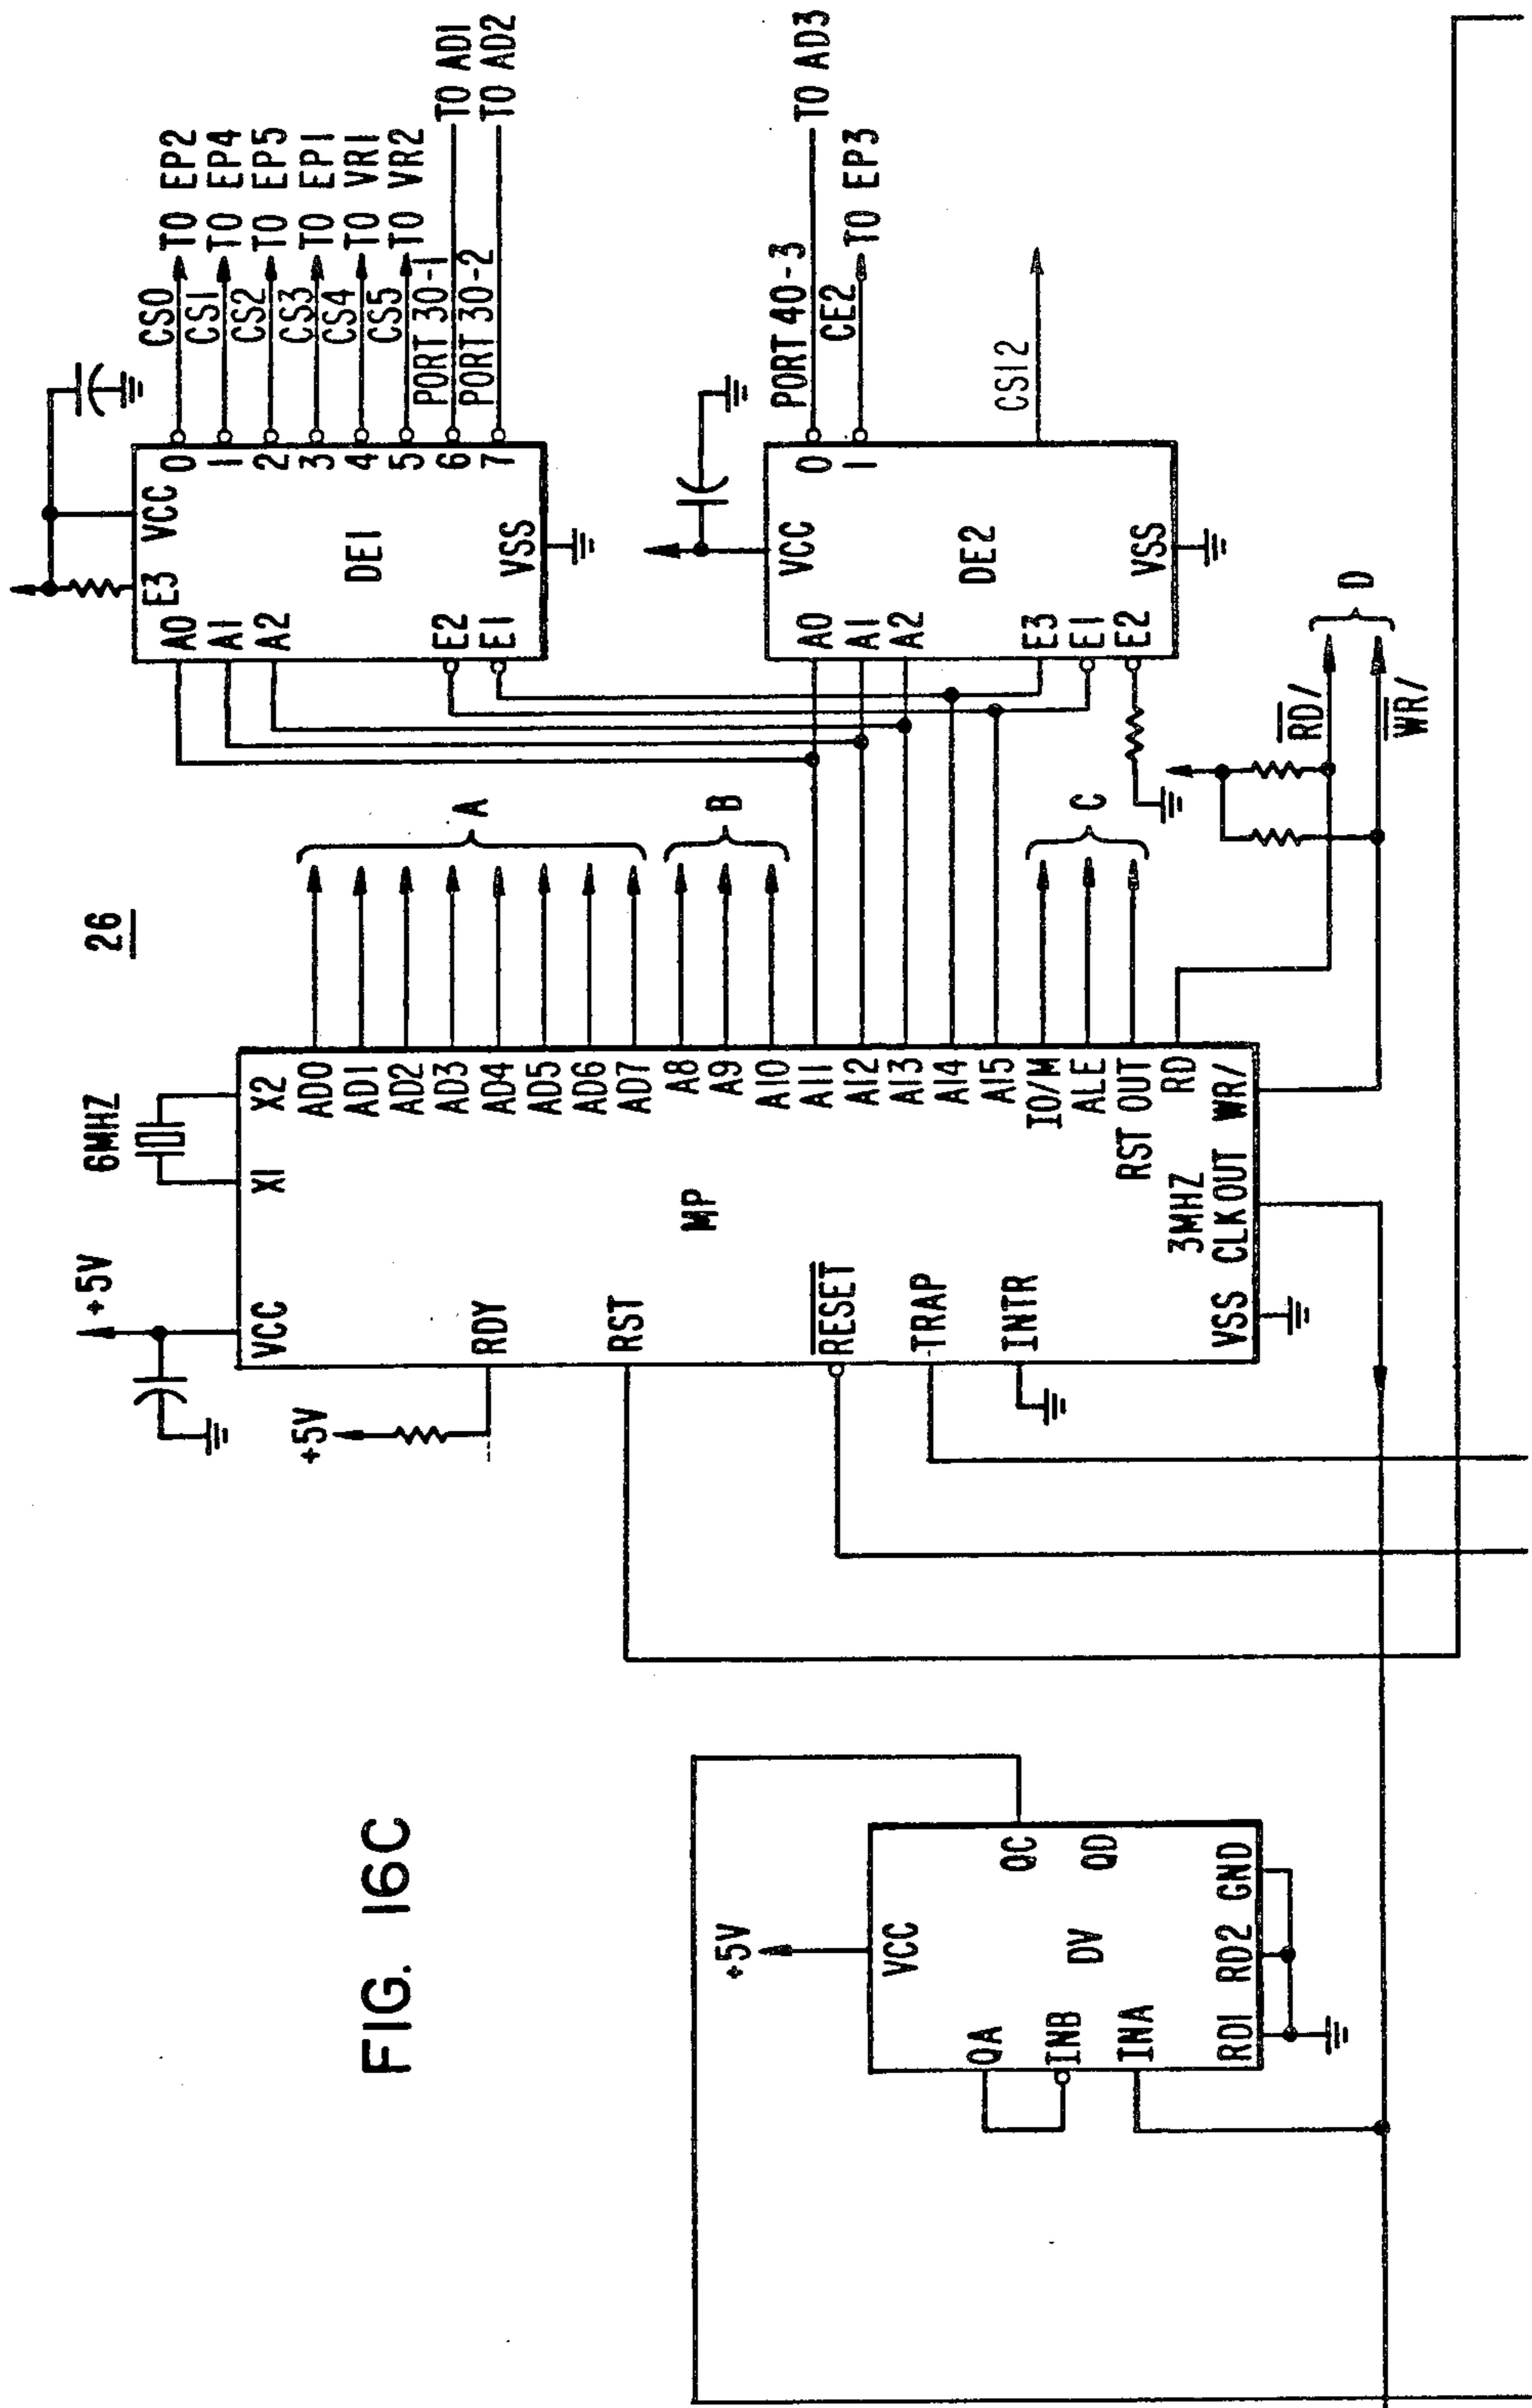 FIG. 16C
26
+5V
6MHZ
X1
X2
VCC
+5V
RDY
RST
RESET
TRAP
INTR
VSS
3MHZ
CLKOUT
WR/
MP
AD0
AD1
AD2
AD3
AD4
AD5
AD6
AD7
A8
A9
A10
A11
A12
A13
A14
A15
IO/M
ALE
RST OUT
RD
A
B
C
D
RD/
WR/
E3
VCC
A0
A1
A2
E2
E1
DE1
VSS
0
1
2
3
4
5
6
7
CS0 TO EP2
CS1 TO EP4
CS2 TO EP5
CS3 TO EP1
CS4 TO VR1
CS5 TO VR2
PORT 30-1 TO AD1
PORT 30-2 TO AD2
VCC
A0
A1
A2
E3
E1
E2
DE2
VSS
0
1
PORT 40-3 TO AD3
CE2 TO EP3
CS12
+5V
VCC
QA
INB
INA
DV
QC
QD
RD1 RD2 GND